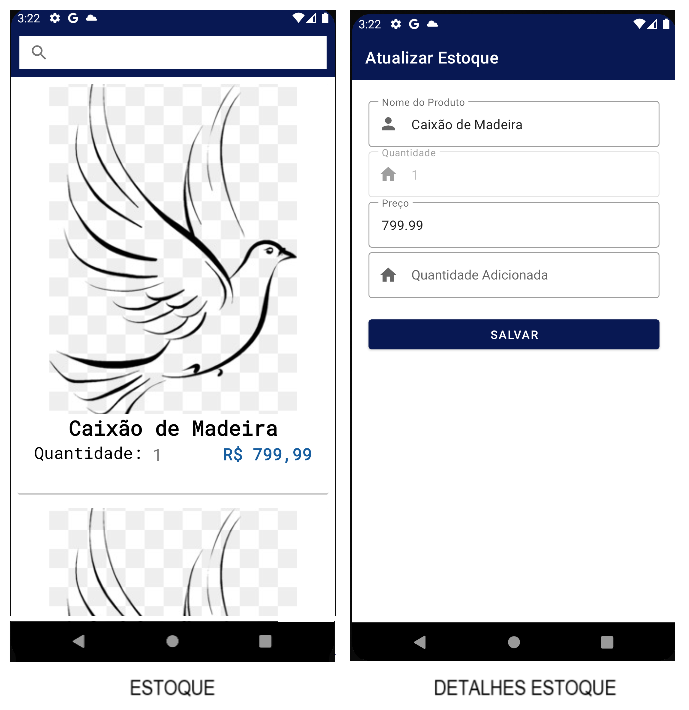 3:22 G
Caixão de Madeira
Quantidade: 1 R$ 799,99
ESTOQUE
3:22 G
Atualizar Estoque
Nome do Produto
Caixão de Madeira
Quantidade
1
Preço
799.99
Quantidade Adicionada
SALVAR
DETALHES ESTOQUE